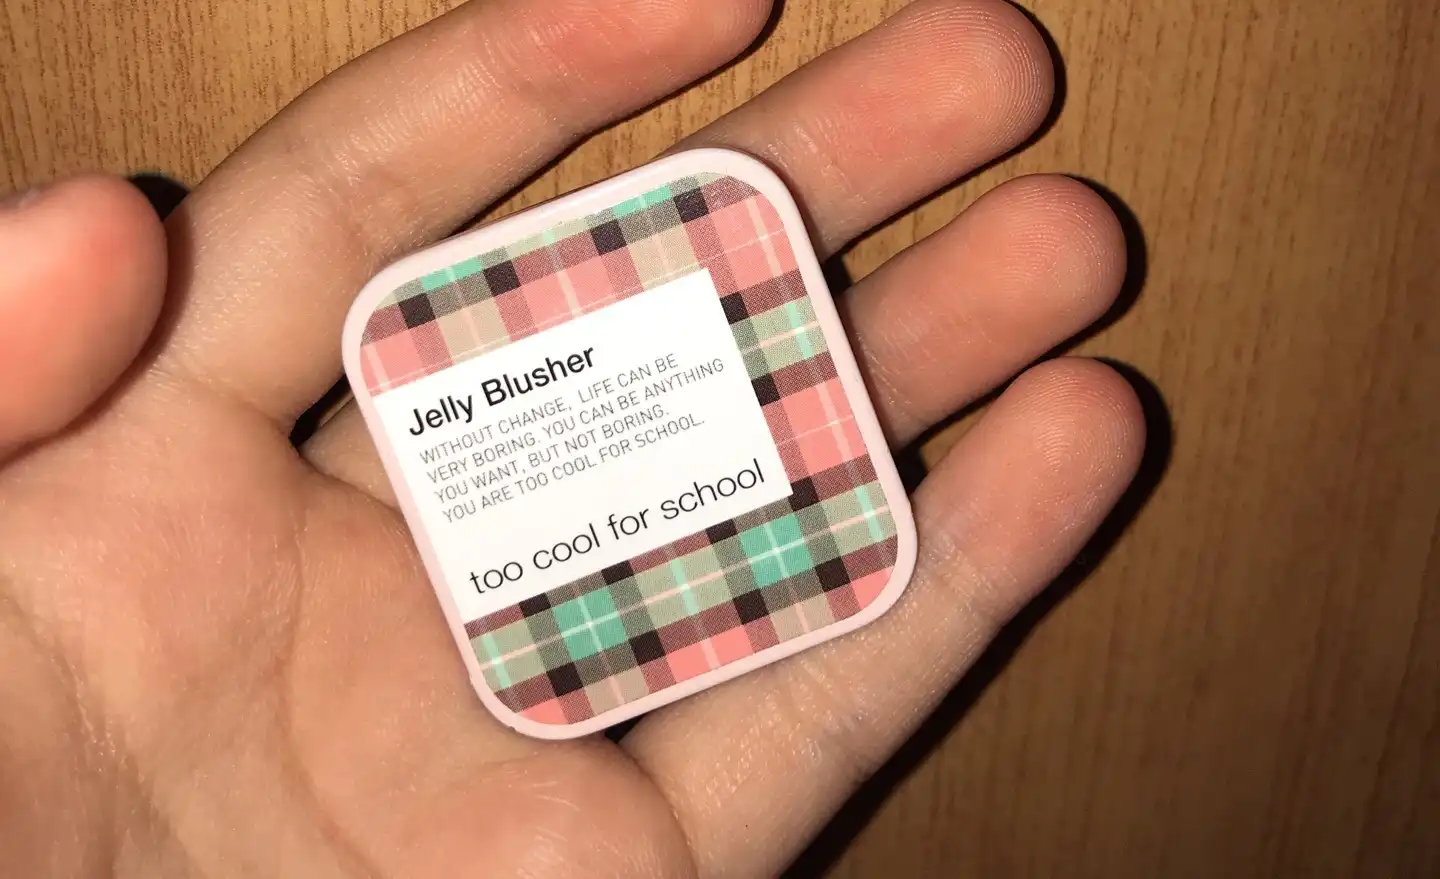 Jelly Blusher
WITHOUT CHANGE, LIFE CAN BE
VERY BORING. YOU CAN BE ANYTHING
YOU WANT, BUT NOT BORING.
YOU ARE TOO COOL FOR SCHOOL.
too cool for school